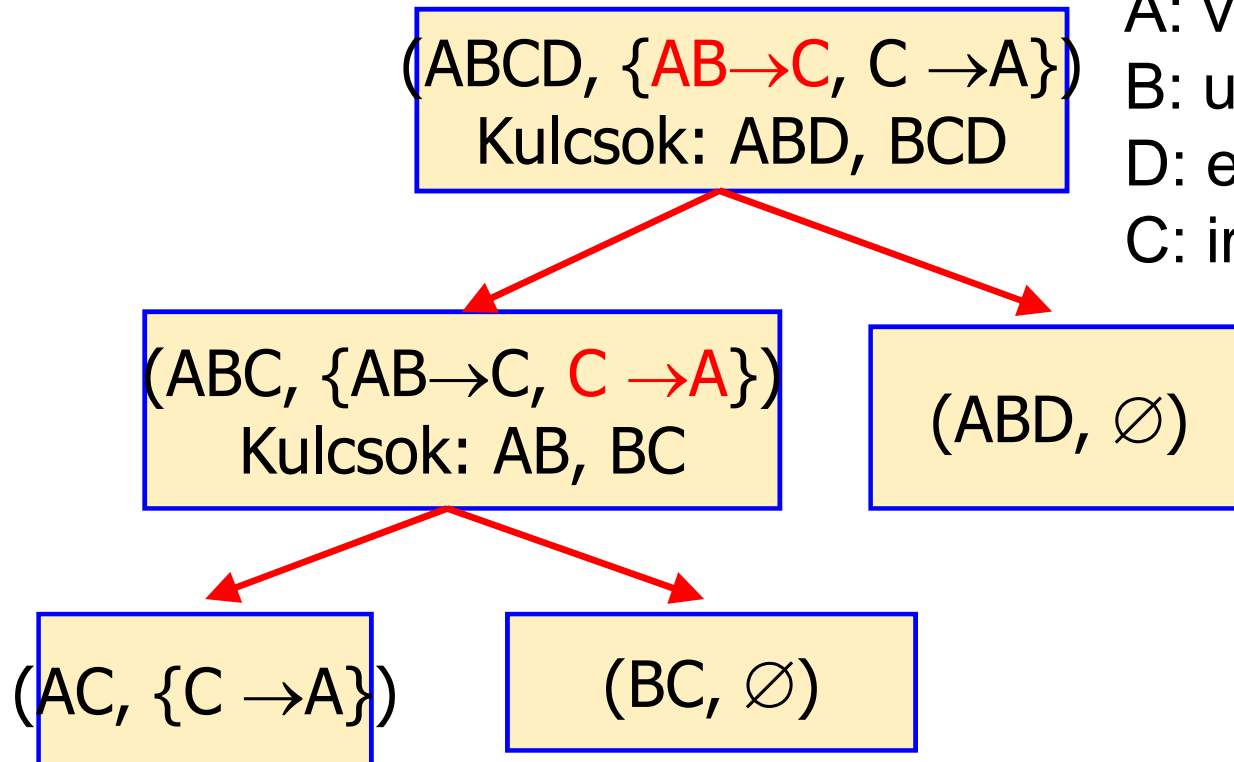 (ABCD, {AB→C, C →A})
Kulcsok: ABD, BCD
A:
B:
D:
C:
(ABC, {AB→C, C →A})
Kulcsok: AB, BC
(ABD, ∅)
(AC, {C →A})
(BC, ∅)